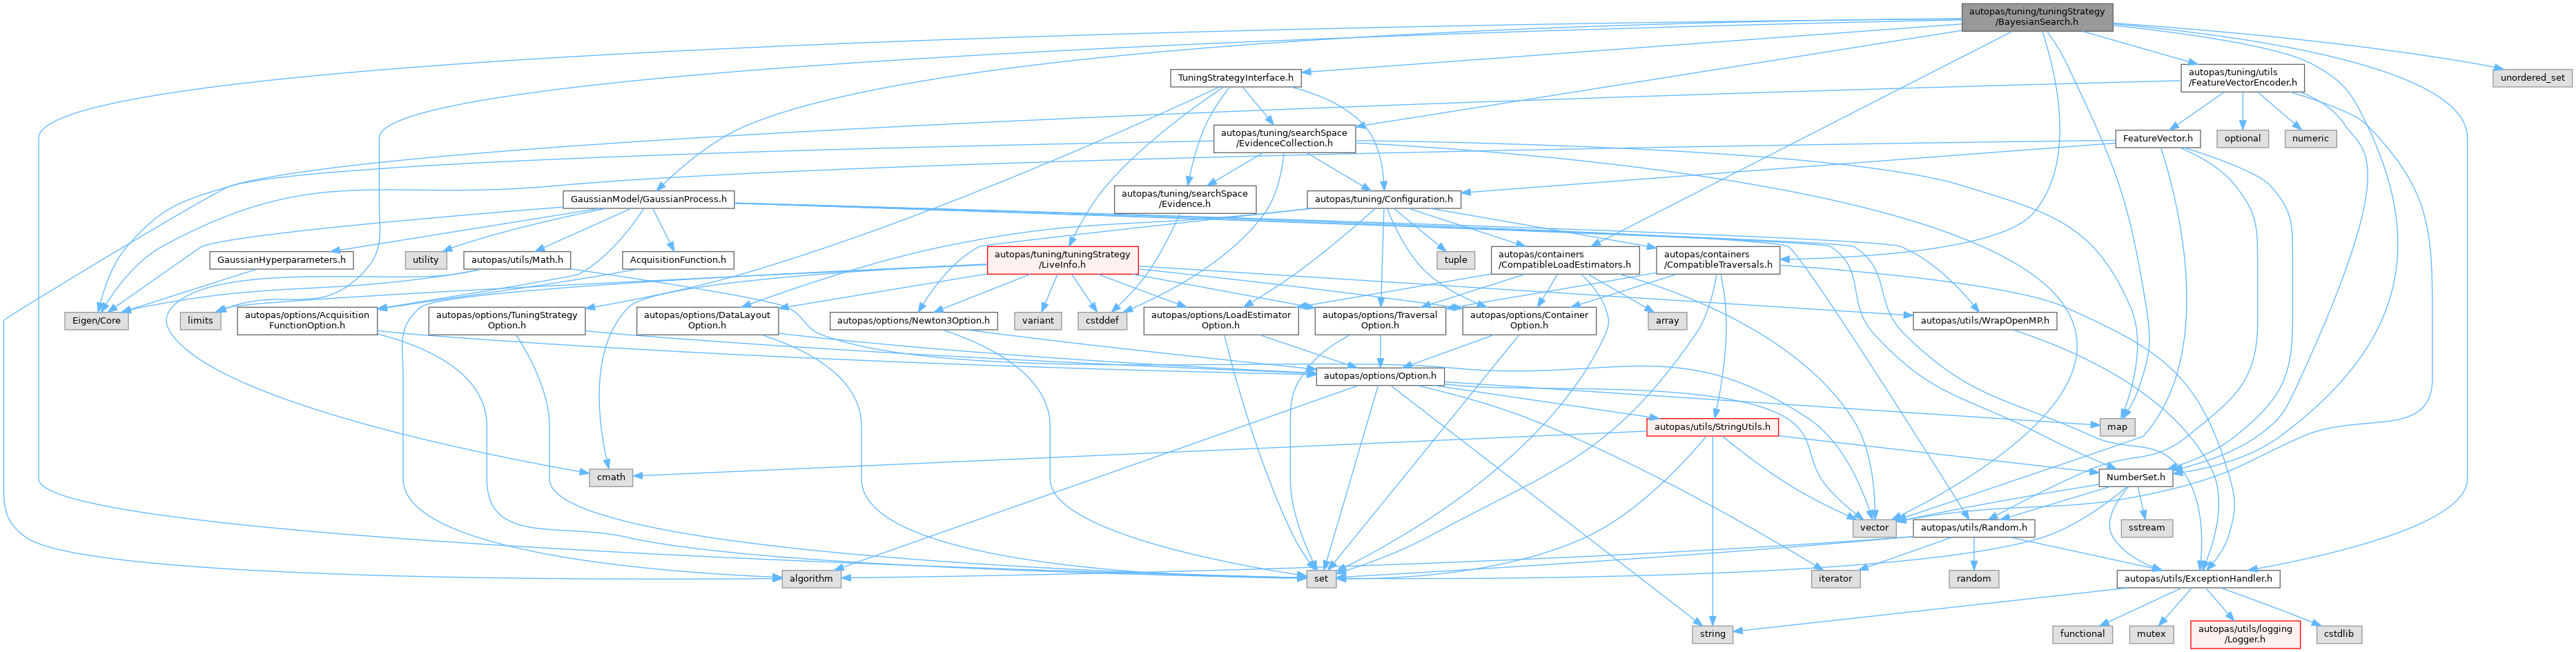 autopas/tuning/tuningStrategy
/BayesianSearch.h
TuningStrategyInterface.h
autopas/tuning/utils
/FeatureVectorEncoder.h
unordered_set
autopas/tuning/searchSpace
/EvidenceCollection.h
FeatureVector.h
optional
numeric
GaussianModel/GaussianProcess.h
autopas/tuning/searchSpace
/Evidence.h
autopas/tuning/Configuration.h
GaussianHyperparameters.h
utility
autopas/utils/Math.h
AcquisitionFunction.h
autopas/tuning/tuningStrategy
/LiveInfo.h
tuple
autopas/containers
/CompatibleLoadEstimators.h
autopas/containers
/CompatibleTraversals.h
Eigen/Core
limits
autopas/options/Acquisition
FunctionOption.h
autopas/options/TuningStrategy
Option.h
autopas/options/DataLayout
Option.h
autopas/options/Newton3Option.h
variant
cstddef
autopas/options/LoadEstimator
Option.h
autopas/options/Traversal
Option.h
autopas/options/Container
Option.h
array
autopas/utils/WrapOpenMP.h
autopas/options/Option.h
autopas/utils/StringUtils.h
map
cmath
NumberSet.h
vector
autopas/utils/Random.h
sstream
algorithm
set
iterator
random
autopas/utils/ExceptionHandler.h
string
functional
mutex
autopas/utils/logging
/Logger.h
cstdlib